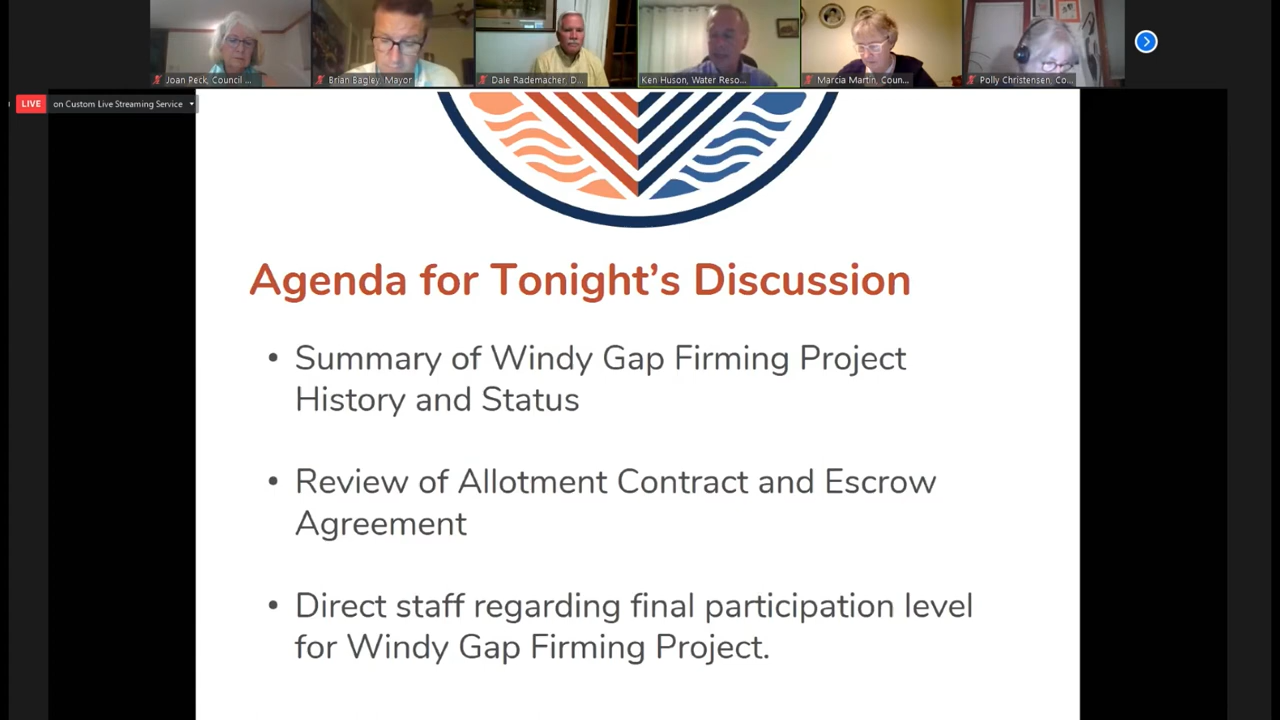 Joan Peck, Council ...
Brian Bagley, Mayor
Dale Rademacher, D...
Ken Huson, Water Reso...
Marcia Martin, Coun...
Polly Christensen, Co...
LIVE on Custom Live Streaming Service
Agenda for Tonight’s Discussion
• Summary of Windy Gap Firming Project
History and Status
• Review of Allotment Contract and Escrow
Agreement
• Direct staff regarding final participation level
for Windy Gap Firming Project.